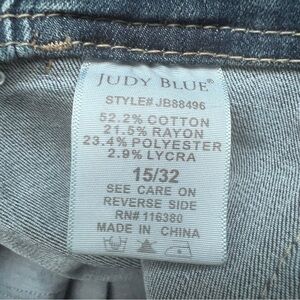 JUDY BLUE®
STYLE# JB88496
52.2% COTTON
21.5% RAYON
23.4% POLYESTER
2.9% LYCRA
15/32
SEE CARE ON
REVERSE SIDE
RN# 116380
MADE IN CHINA